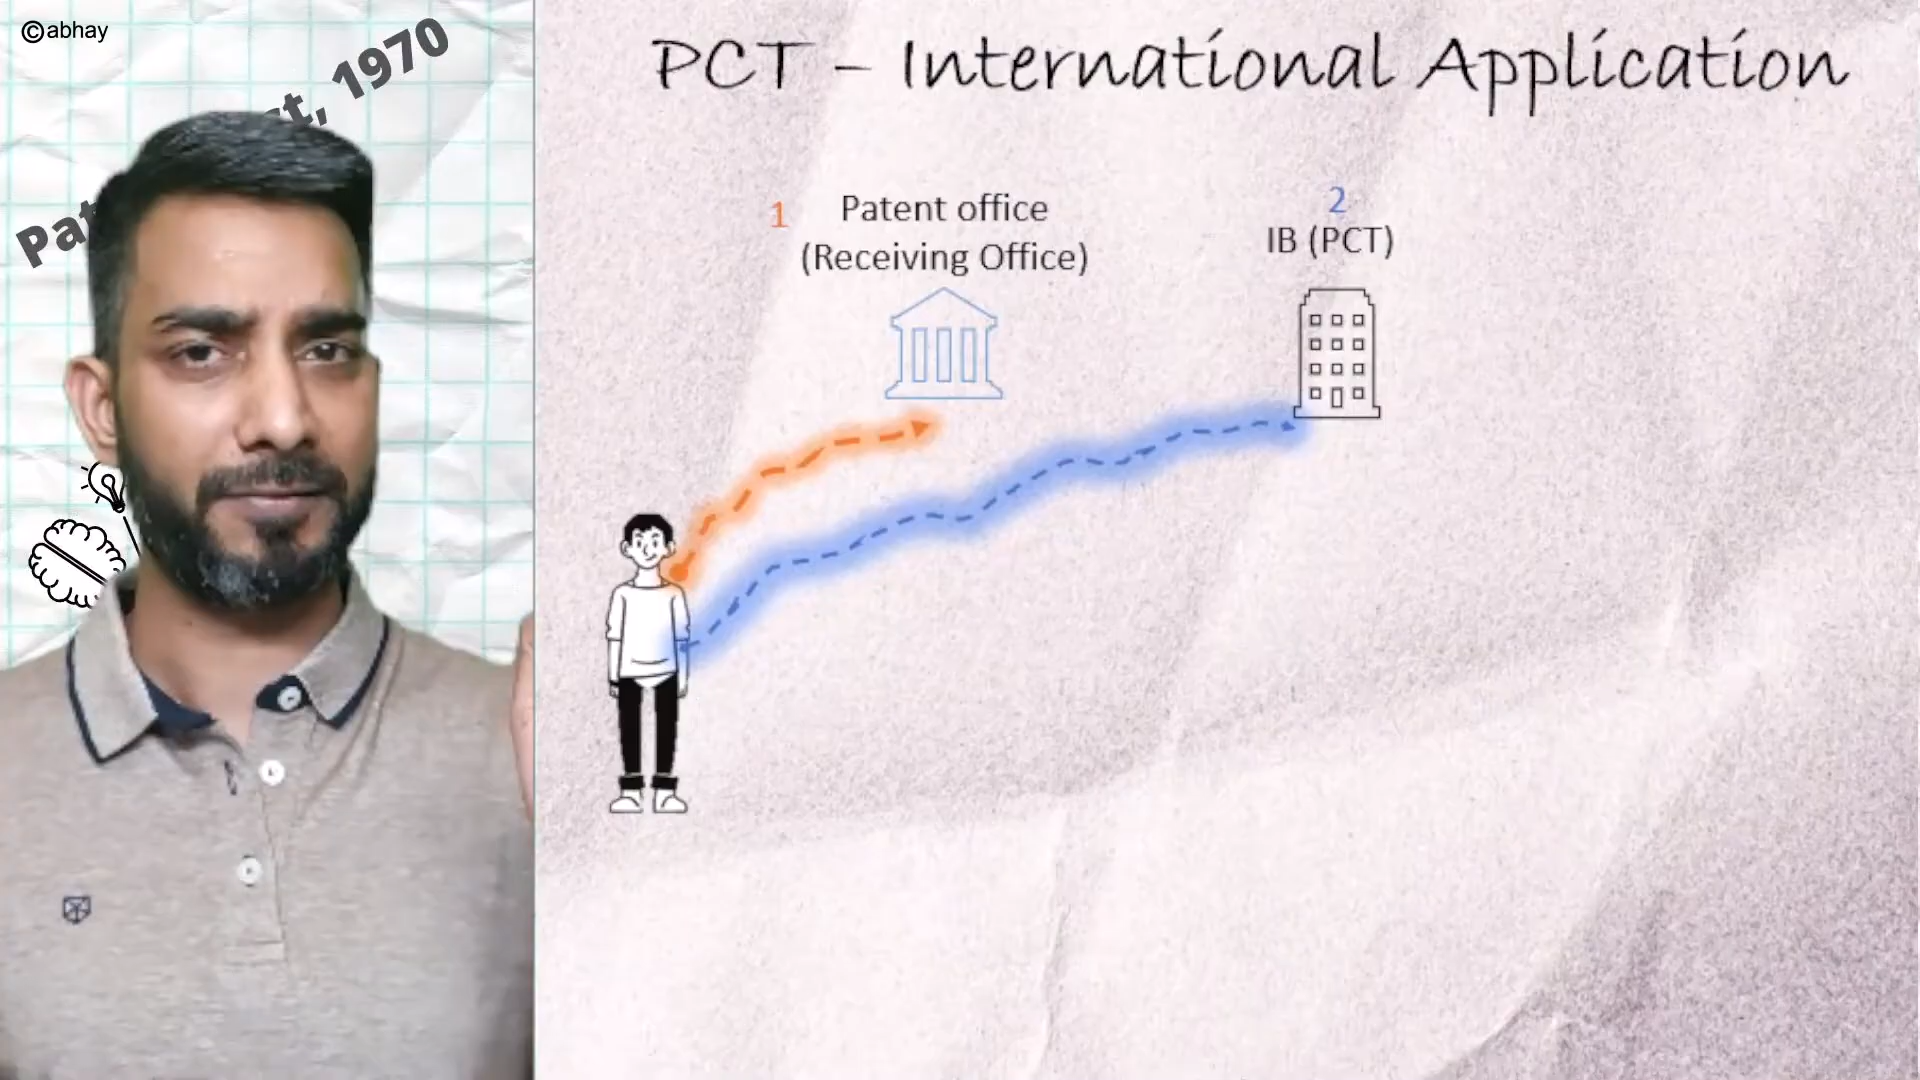 ©abhay
1970
PCT – International Application
1
Patent office
(Receiving Office)
2
IB (PCT)